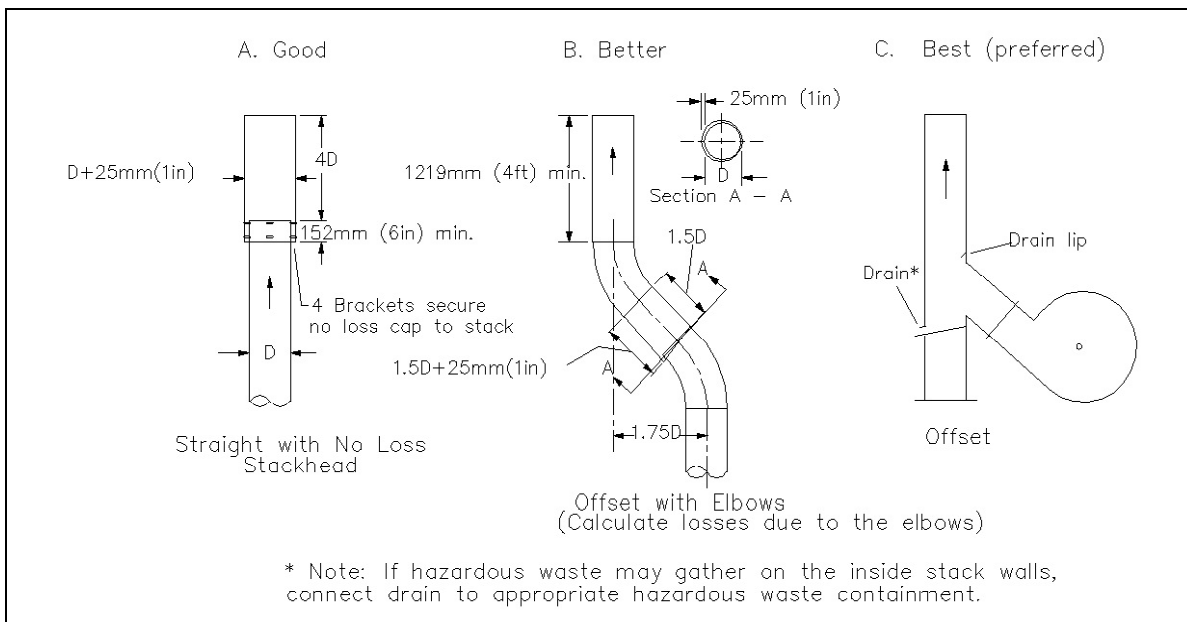 A. Good
B. Better
C. Best (preferred)
D+25mm(1in)
4D
152mm (6in) min.
4 Brackets secure
no loss cap to stack
D
Straight with No Loss
Stackhead
25mm (1in)
1219mm (4ft) min.
D
Section A - A
1.5D
A
1.5D+25mm(1in)
A
1.75D
Offset with Elbows
(Calculate losses due to the elbows)
Drain lip
Drain*
Offset
* Note: If hazardous waste may gather on the inside stack walls,
connect drain to appropriate hazardous waste containment.